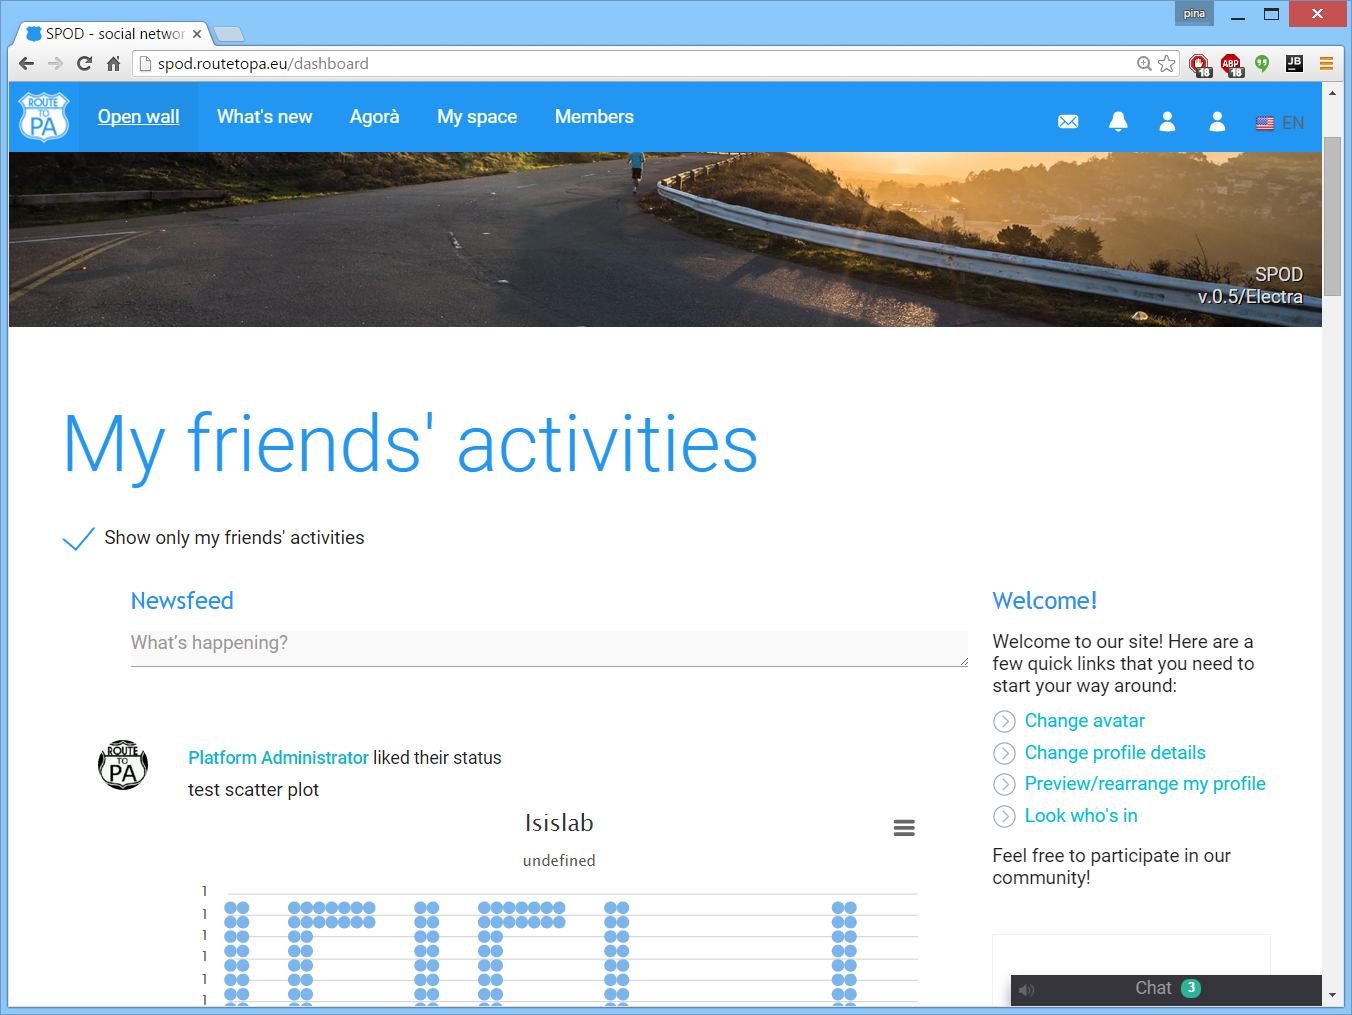 pina
SPOD - social networ
spod.routetopa.eu/dashboard
18
ABP
18
JB
ROUTE
TO
PA
Open wall
What's new
Agorà
My space
Members
EN
SPOD
v.0.5/Electra
My friends' activities
Show only my friends' activities
Newsfeed
What's happening?
Welcome!
Welcome to our site! Here are a
few quick links that you need to
start your way around:
Change avatar
Change profile details
Preview/rearrange my profile
Look who's in
Feel free to participate in our
community!
ROUTE
TO
PA
Platform Administrator liked their status
test scatter plot
Isislab
undefined
1
1
1
1
1
1
Chat 3